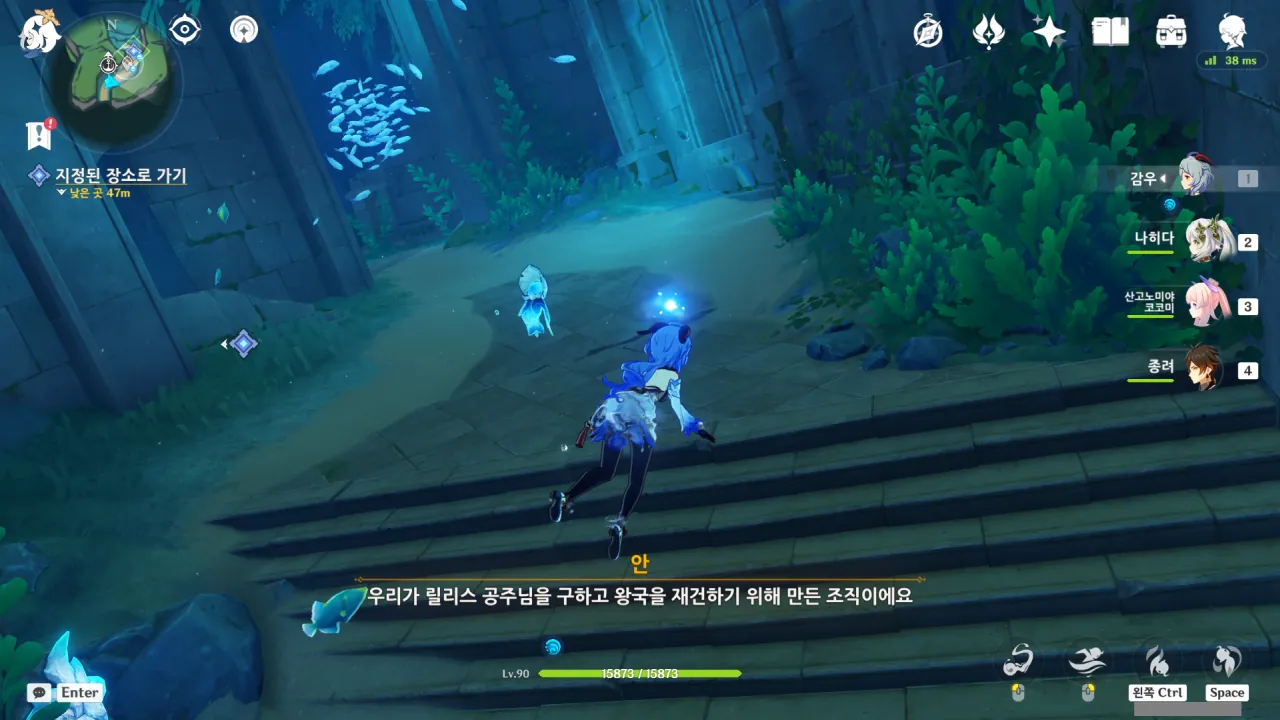 N
38 ms
지정된 장소로 가기
낮은 곳 47m
감우
1
나히다
2
산고노미야
코코미
3
종려
4
안
우리가 릴리스 공주님을 구하고 왕국을 재건하기 위해 만든 조직이에요
Lv.90
15873 / 15873
Enter
왼쪽 Ctrl
Space